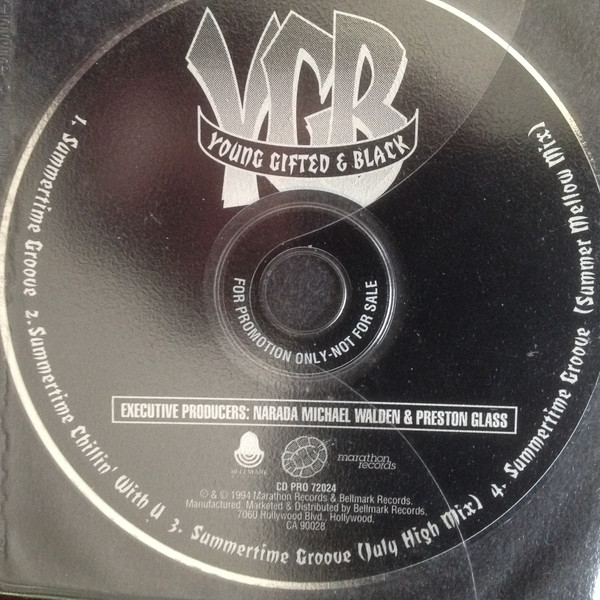 YGB
YOUNG GIFTED & BLACK
1. Summertime Groove
2. Summertime Chillin' With U
3. Summertime Groove (July High Mix)
4. Summertime Groove (Summer Mellow Mix)
FOR PROMOTION ONLY-NOT FOR SALE
EXECUTIVE PRODUCERS: NARADA MICHAEL WALDEN & PRESTON GLASS
BELLMARK
marathon
records
CD PRO 72024
℗ & © 1994 Marathon Records & Bellmark Records.
Manufactured, Marketed & Distributed by Bellmark Records,
7060 Hollywood Blvd., Hollywood,
CA 90028